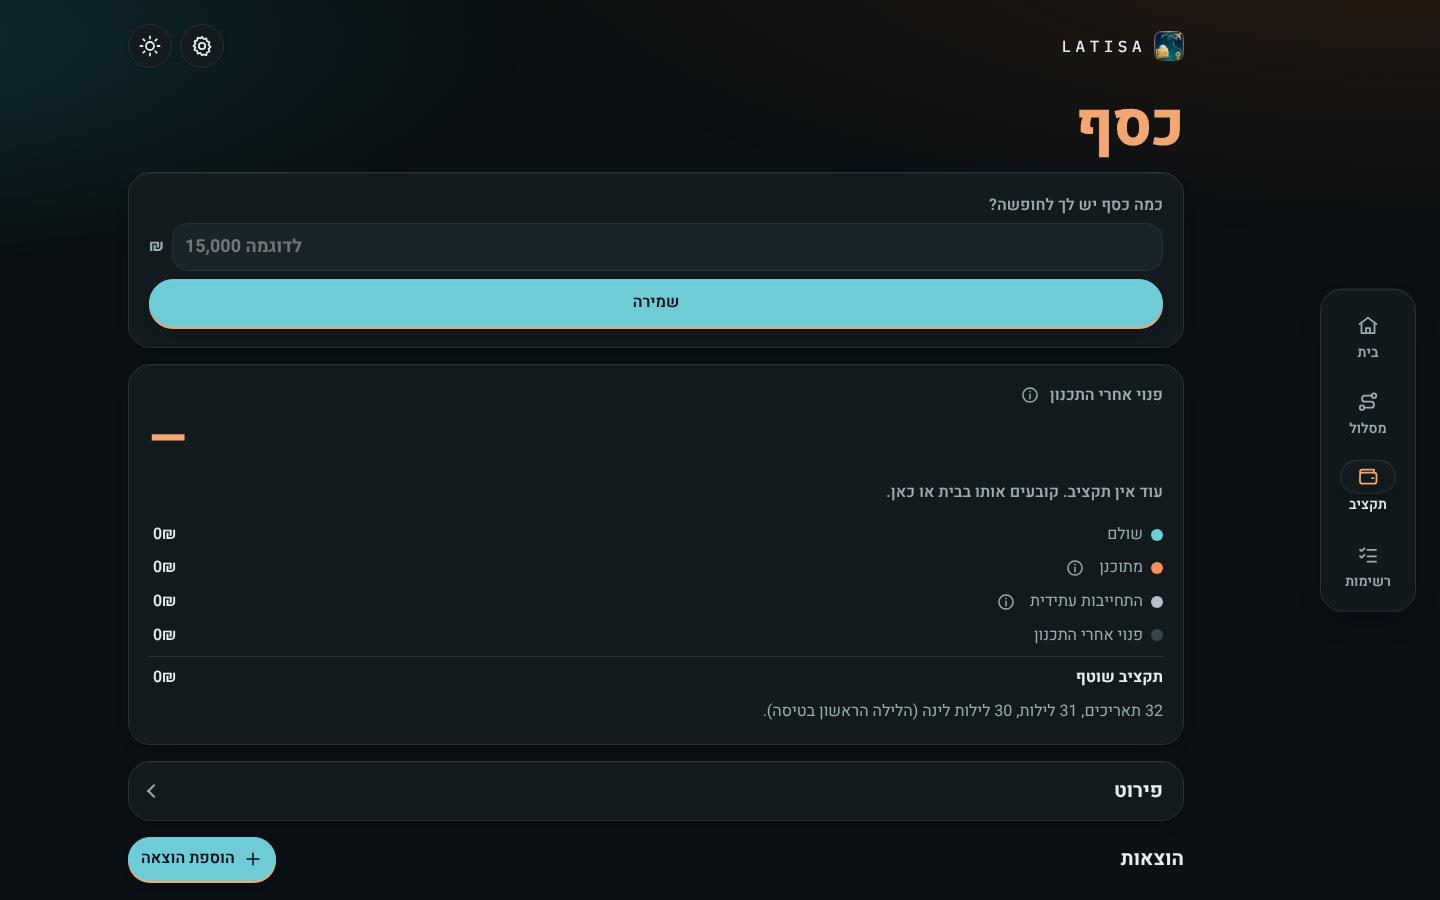 LATISA
כסף
כמה כסף יש לך לחופשה?
לדוגמה 15,000 ₪
שמירה
פנוי אחרי התכנון
—
עוד אין תקציב. קובעים אותו בבית או כאן.
שולם ₪0
מתוכנן ₪0
התחייבות עתידית ₪0
פנוי אחרי התכנון ₪0
תקציב שוטף ₪0
32 תאריכים, 31 לילות, 30 לילות לינה (הלילה הראשון בטיסה).
פירוט
הוצאות
הוספת הוצאה
בית
מסלול
תקציב
רשימות